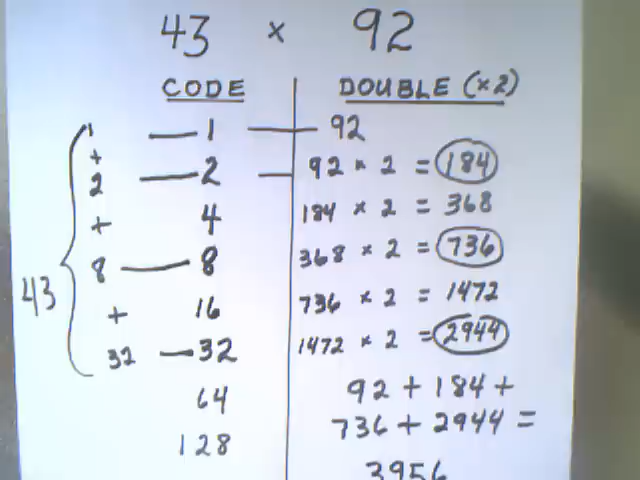 43 × 92
CODE DOUBLE (×2)
1 — 1 — 92
+
2 — 2 — 92 × 2 = 184
+ 4 184 × 2 = 368
8 — 8 368 × 2 = 736
43
+ 16 736 × 2 = 1472
32 — 32 1472 × 2 = 2944
64 92 + 184 +
128 736 + 2944 =
3956